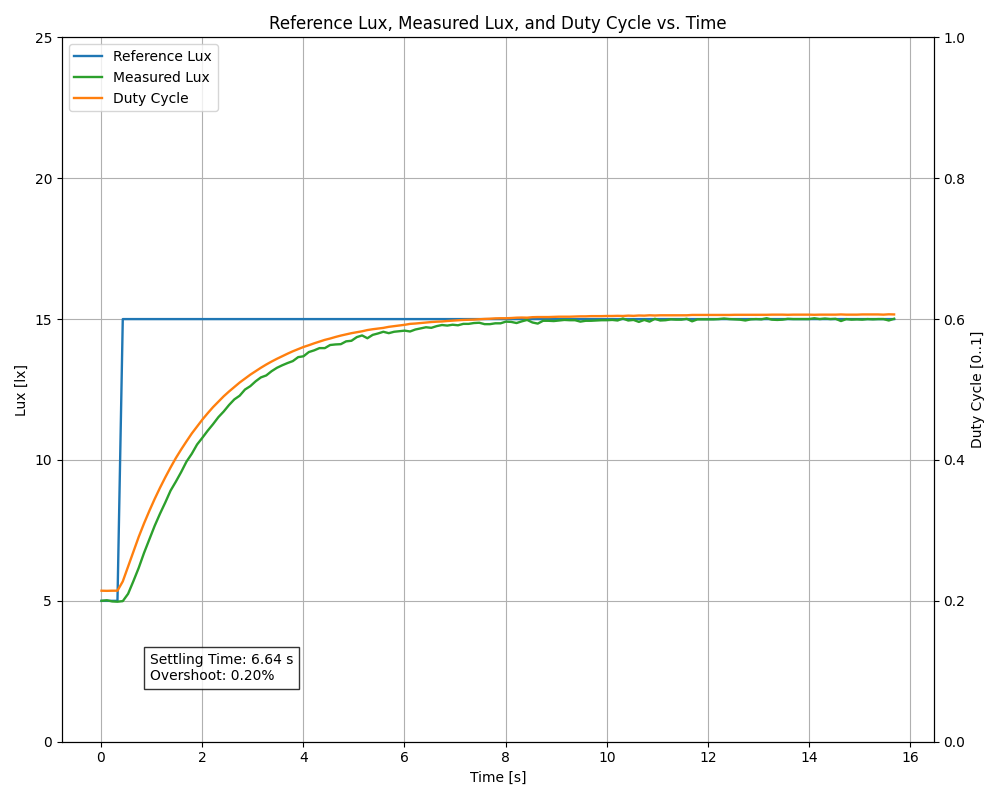 Reference Lux, Measured Lux, and Duty Cycle vs. Time
Reference Lux
Measured Lux
Duty Cycle
25
20
15
10
5
0
Lux [lx]
1.0
0.8
0.6
0.4
0.2
0.0
Duty Cycle [0..1]
Settling Time: 6.64 s
Overshoot: 0.20%
0 2 4 6 8 10 12 14 16
Time [s]